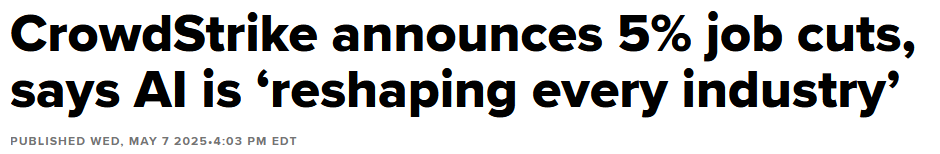 CrowdStrike announces 5% job cuts,
says AI is ‘reshaping every industry’
PUBLISHED WED, MAY 7 2025•4:03 PM EDT